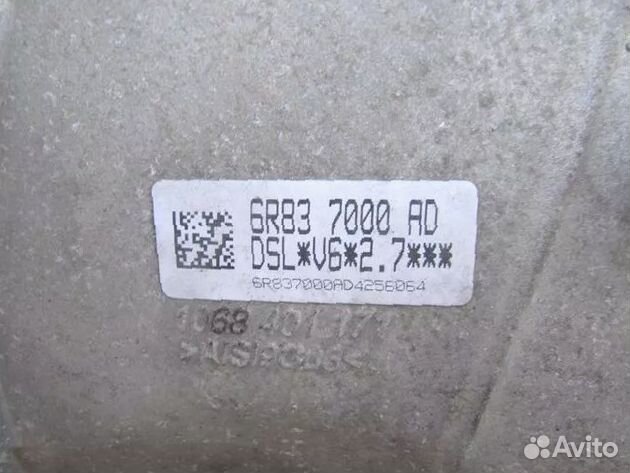 6R83 7000 AD
DSL*V6*2.7***
6R837000AD4256064
1068 401 171
Avito